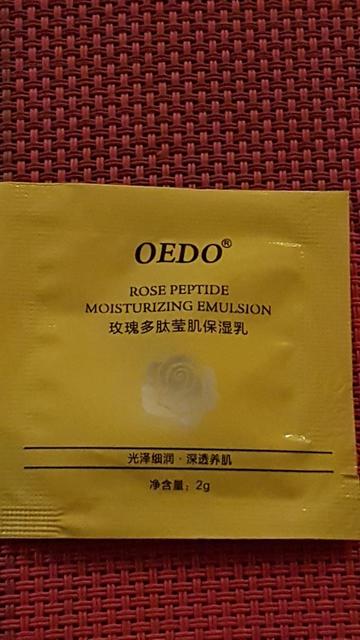 OEDO®
ROSE PEPTIDE
MOISTURIZING EMULSION
玫瑰多肽莹肌保湿乳
光泽细润·深透养肌
净含量：2g